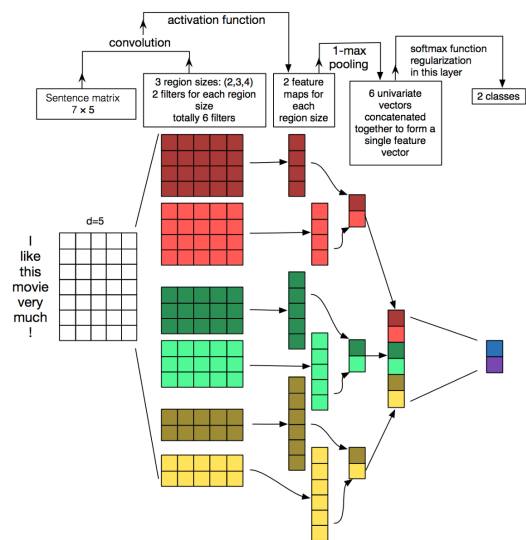 activation function
convolution
1-max
pooling
softmax function
regularization
in this layer
Sentence matrix
7 × 5
3 region sizes: (2,3,4)
2 filters for each region
size
totally 6 filters
2 feature
maps for
each
region size
6 univariate
vectors
concatenated
together to form a
single feature
vector
2 classes
d=5
I
like
this
movie
very
much
!